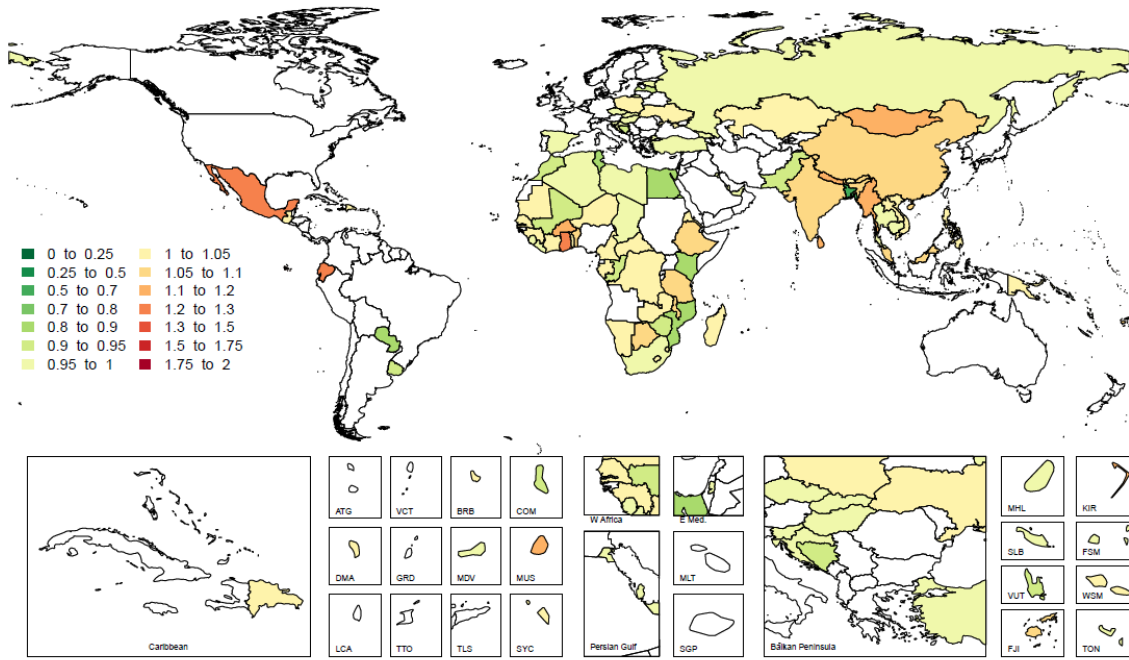 0 to 0.25
0.25 to 0.5
0.5 to 0.7
0.7 to 0.8
0.8 to 0.9
0.9 to 0.95
0.95 to 1
1 to 1.05
1.05 to 1.1
1.1 to 1.2
1.2 to 1.3
1.3 to 1.5
1.5 to 1.75
1.75 to 2
Caribbean
ATG
VCT
BRB
COM
DMA
GRD
MDV
MUS
LCA
TTO
TLS
SYC
W Africa
E Med.
Persian Gulf
MLT
SGP
Balkan Peninsula
MHL
KIR
SLB
FSM
VUT
WSM
FJI
TON